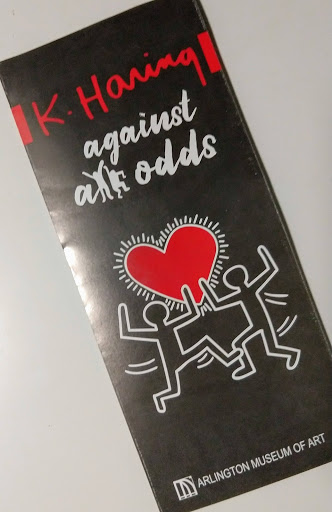 K. Haring
against
all odds
ARLINGTON MUSEUM OF ART